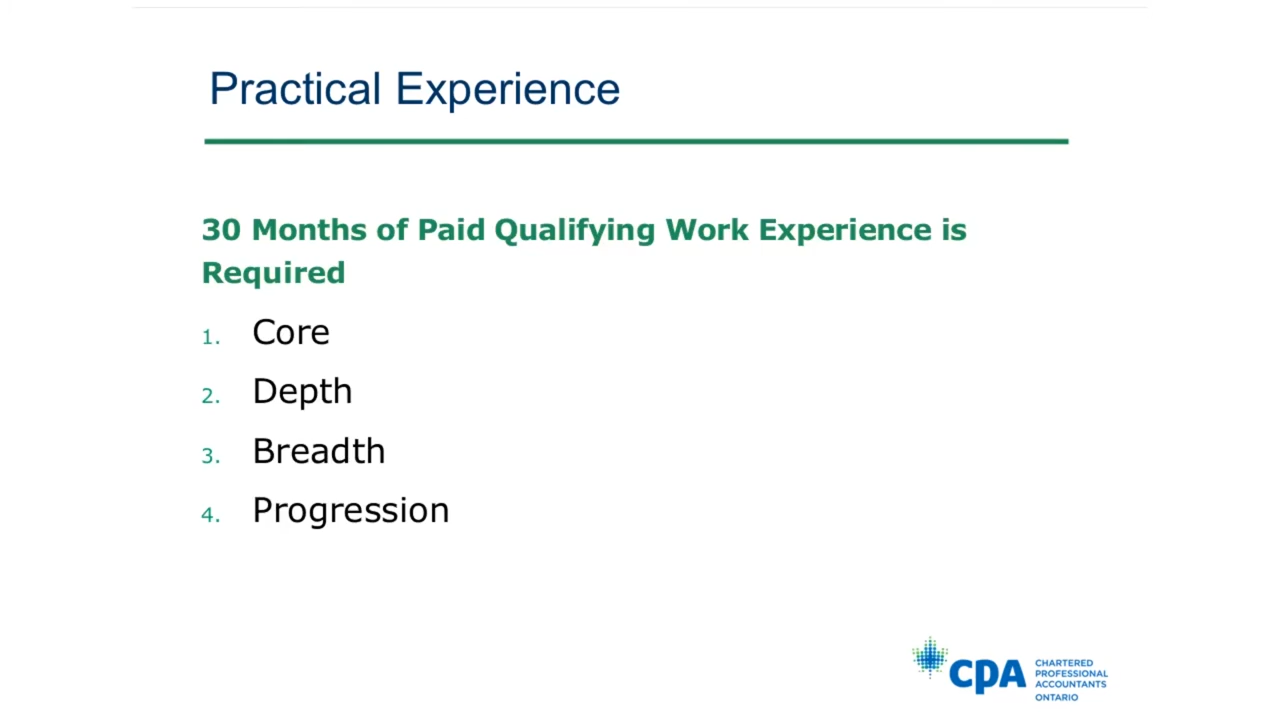 Practical Experience
30 Months of Paid Qualifying Work Experience is
Required
1. Core
2. Depth
3. Breadth
4. Progression
cpa CHARTERED
PROFESSIONAL
ACCOUNTANTS
ONTARIO